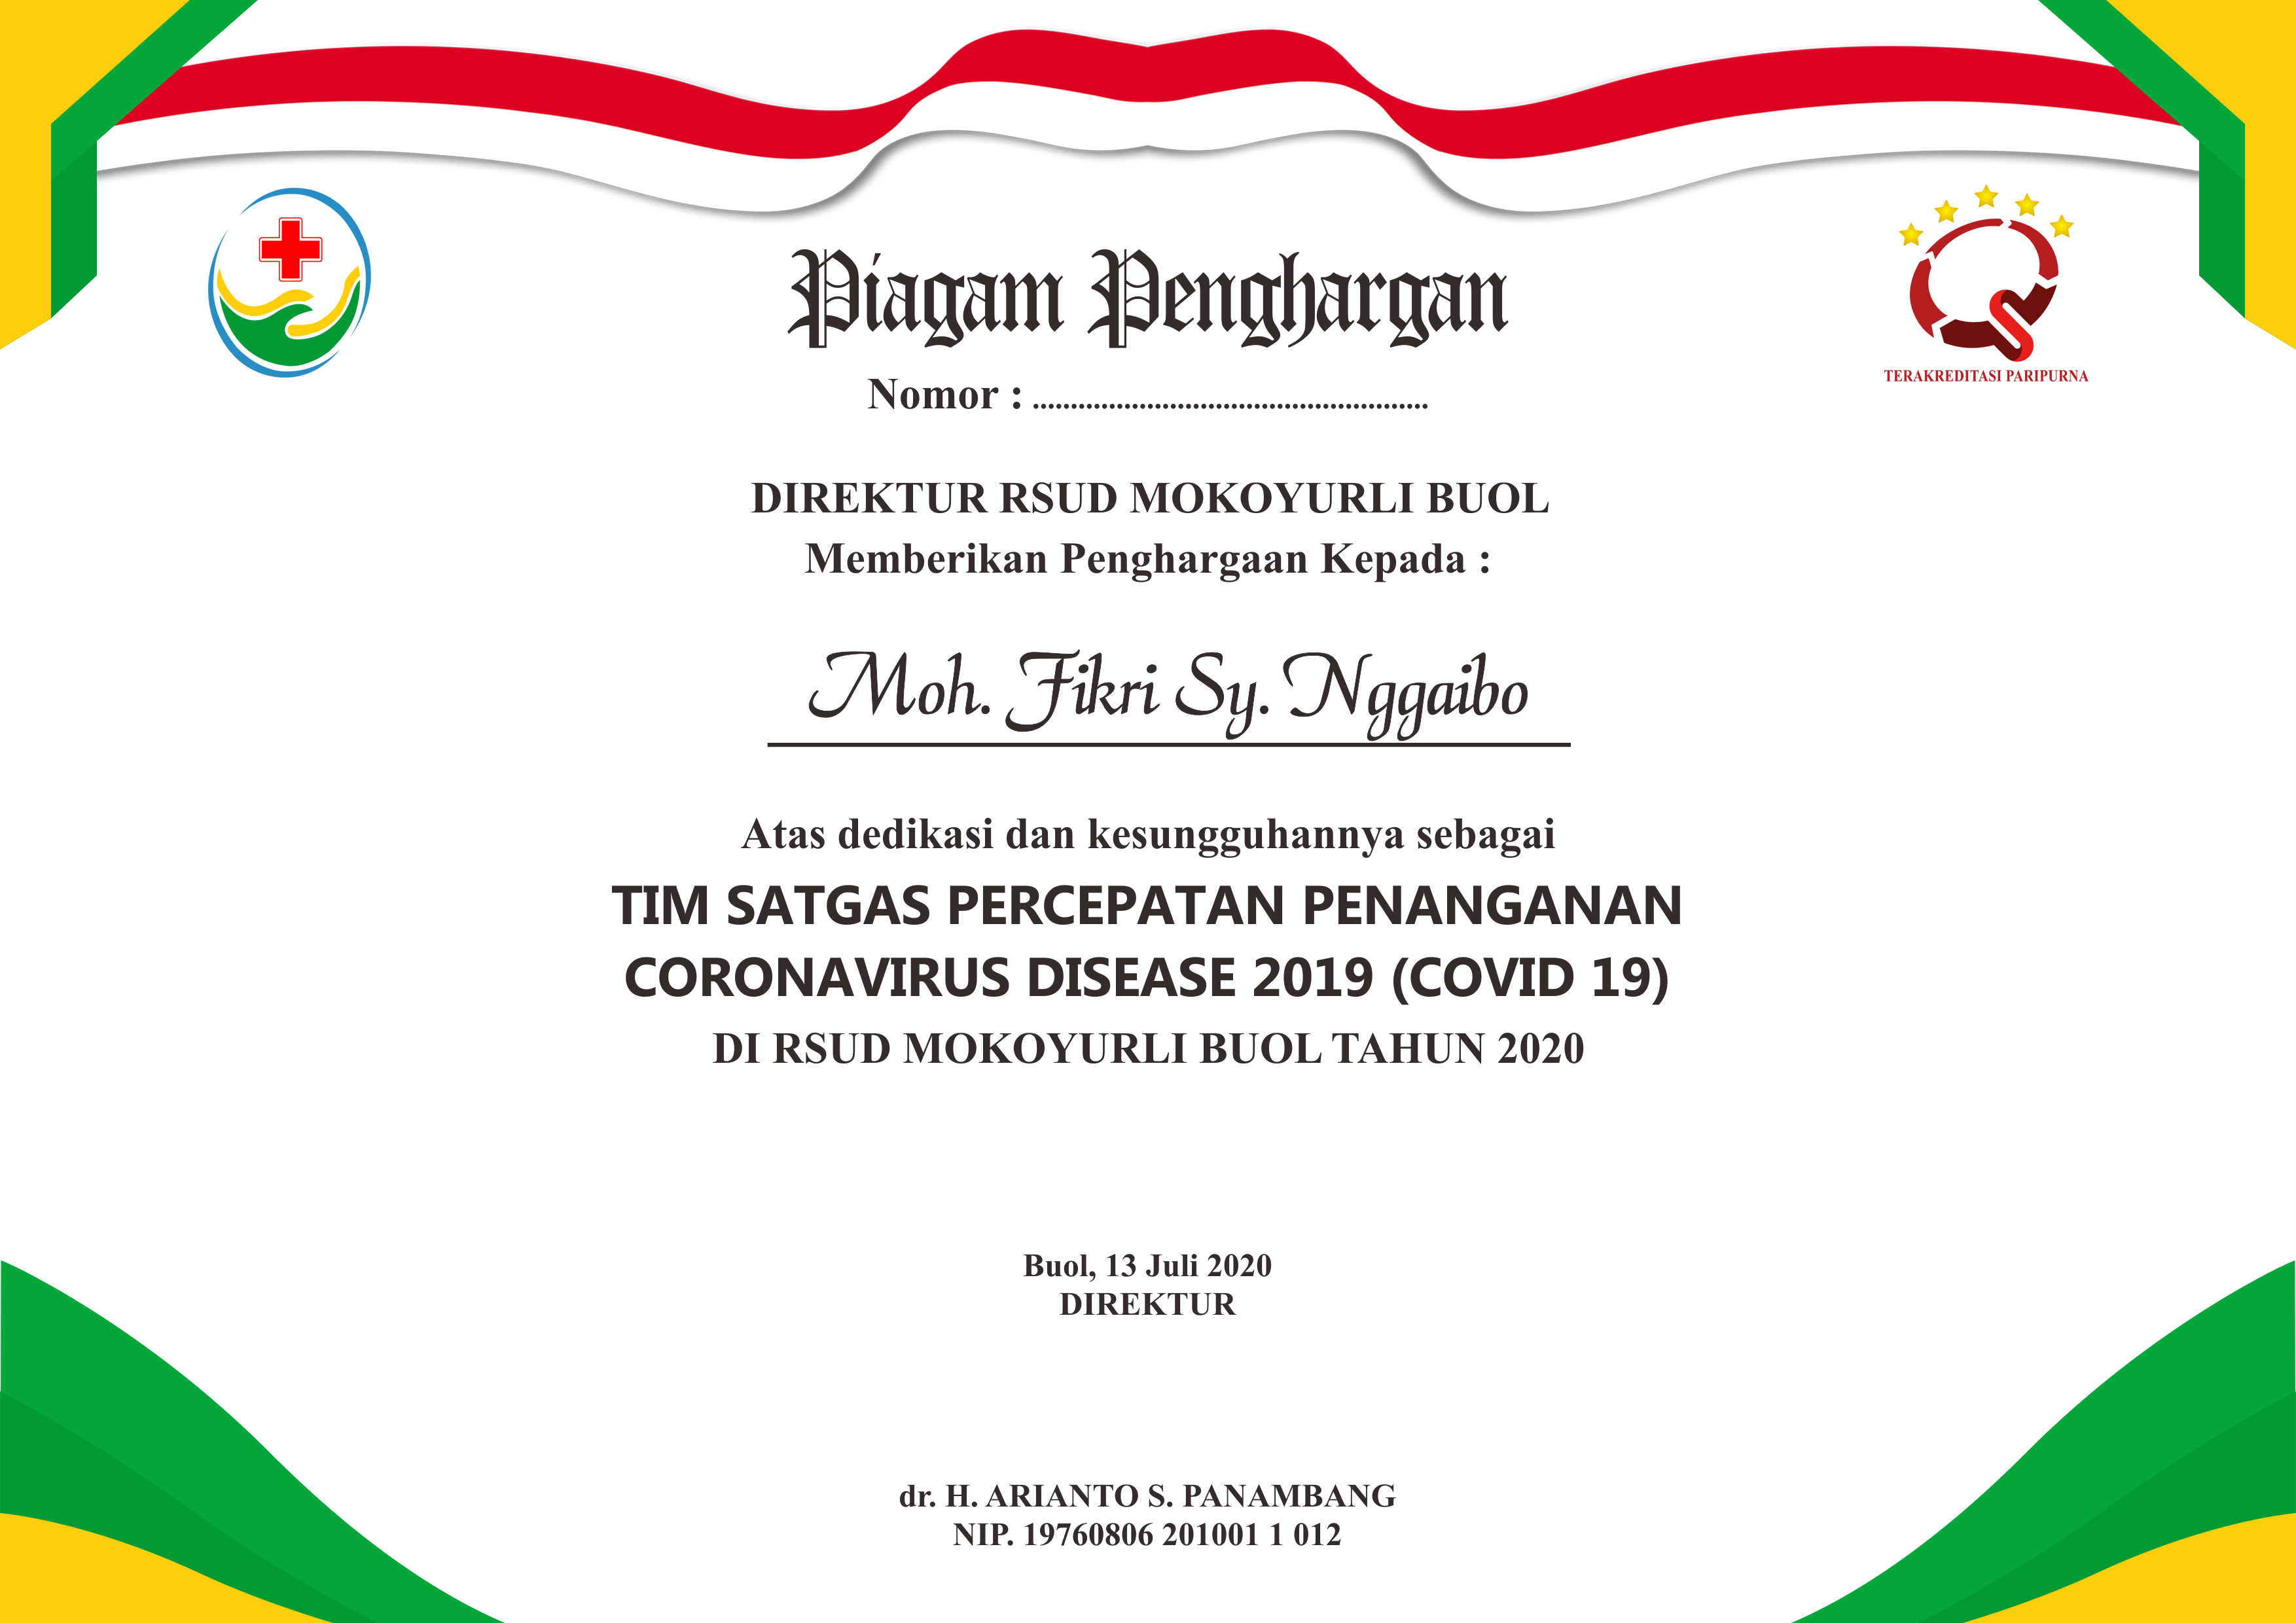 Piagam Penghargan
TERAKREDITASI PARIPURNA
Nomor : ....................................................
DIREKTUR RSUD MOKOYURLI BUOL
Memberikan Penghargaan Kepada :
Moh. Fikri Sy. Nggaibo
Atas dedikasi dan kesungguhannya sebagai
TIM SATGAS PERCEPATAN PENANGANAN
CORONAVIRUS DISEASE 2019 (COVID 19)
DI RSUD MOKOYURLI BUOL TAHUN 2020
Buol, 13 Juli 2020
DIREKTUR
dr. H. ARIANTO S. PANAMBANG
NIP. 19760806 201001 1 012